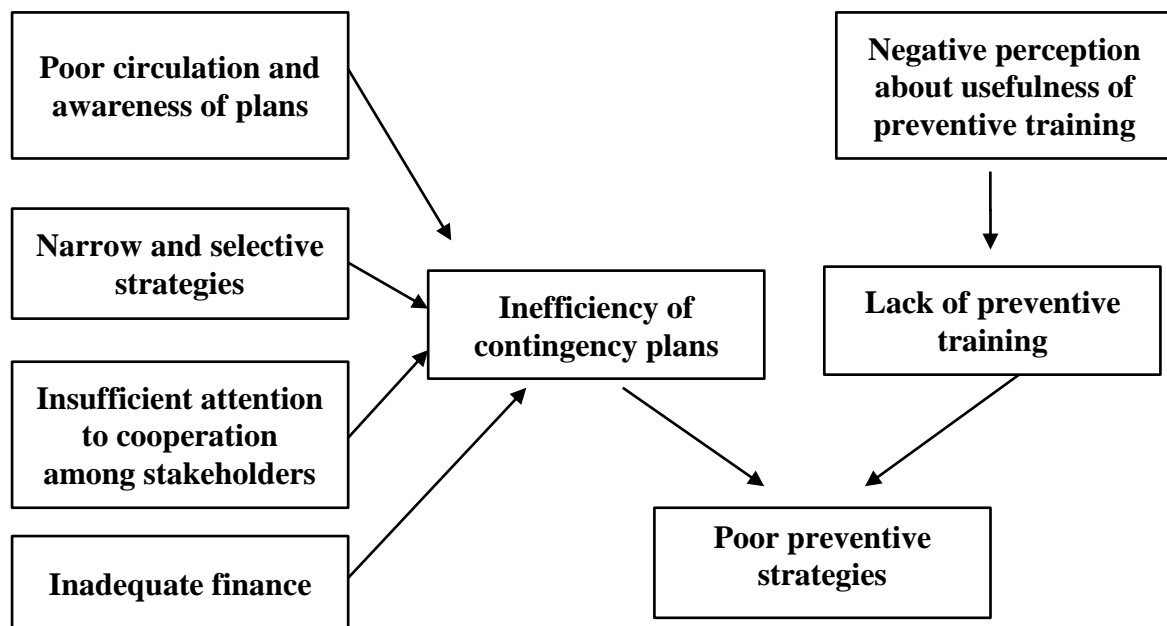 Poor circulation and
awareness of plans
Negative perception
about usefulness of
preventive training
Narrow and selective
strategies
Inefficiency of
contingency plans
Lack of preventive
training
Insufficient attention
to cooperation
among stakeholders
Poor preventive
strategies
Inadequate finance